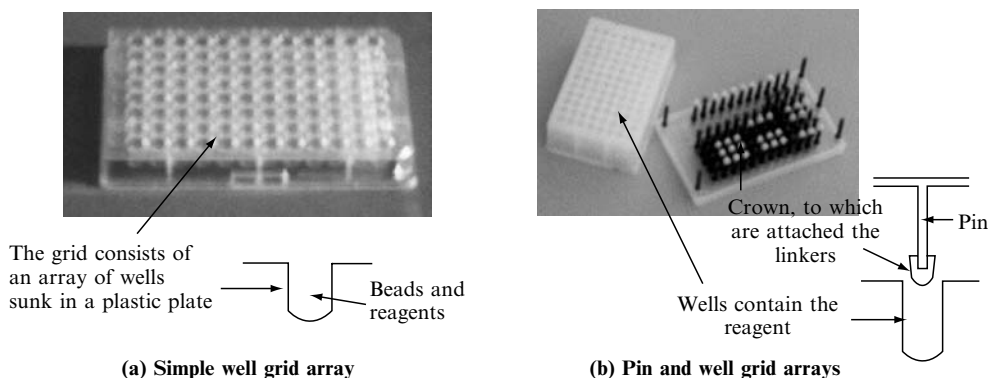 The grid consists of
an array of wells
sunk in a plastic plate
Beads and
reagents
(a) Simple well grid array
Crown, to which
are attached the
linkers
Pin
Wells contain the
reagent
(b) Pin and well grid arrays